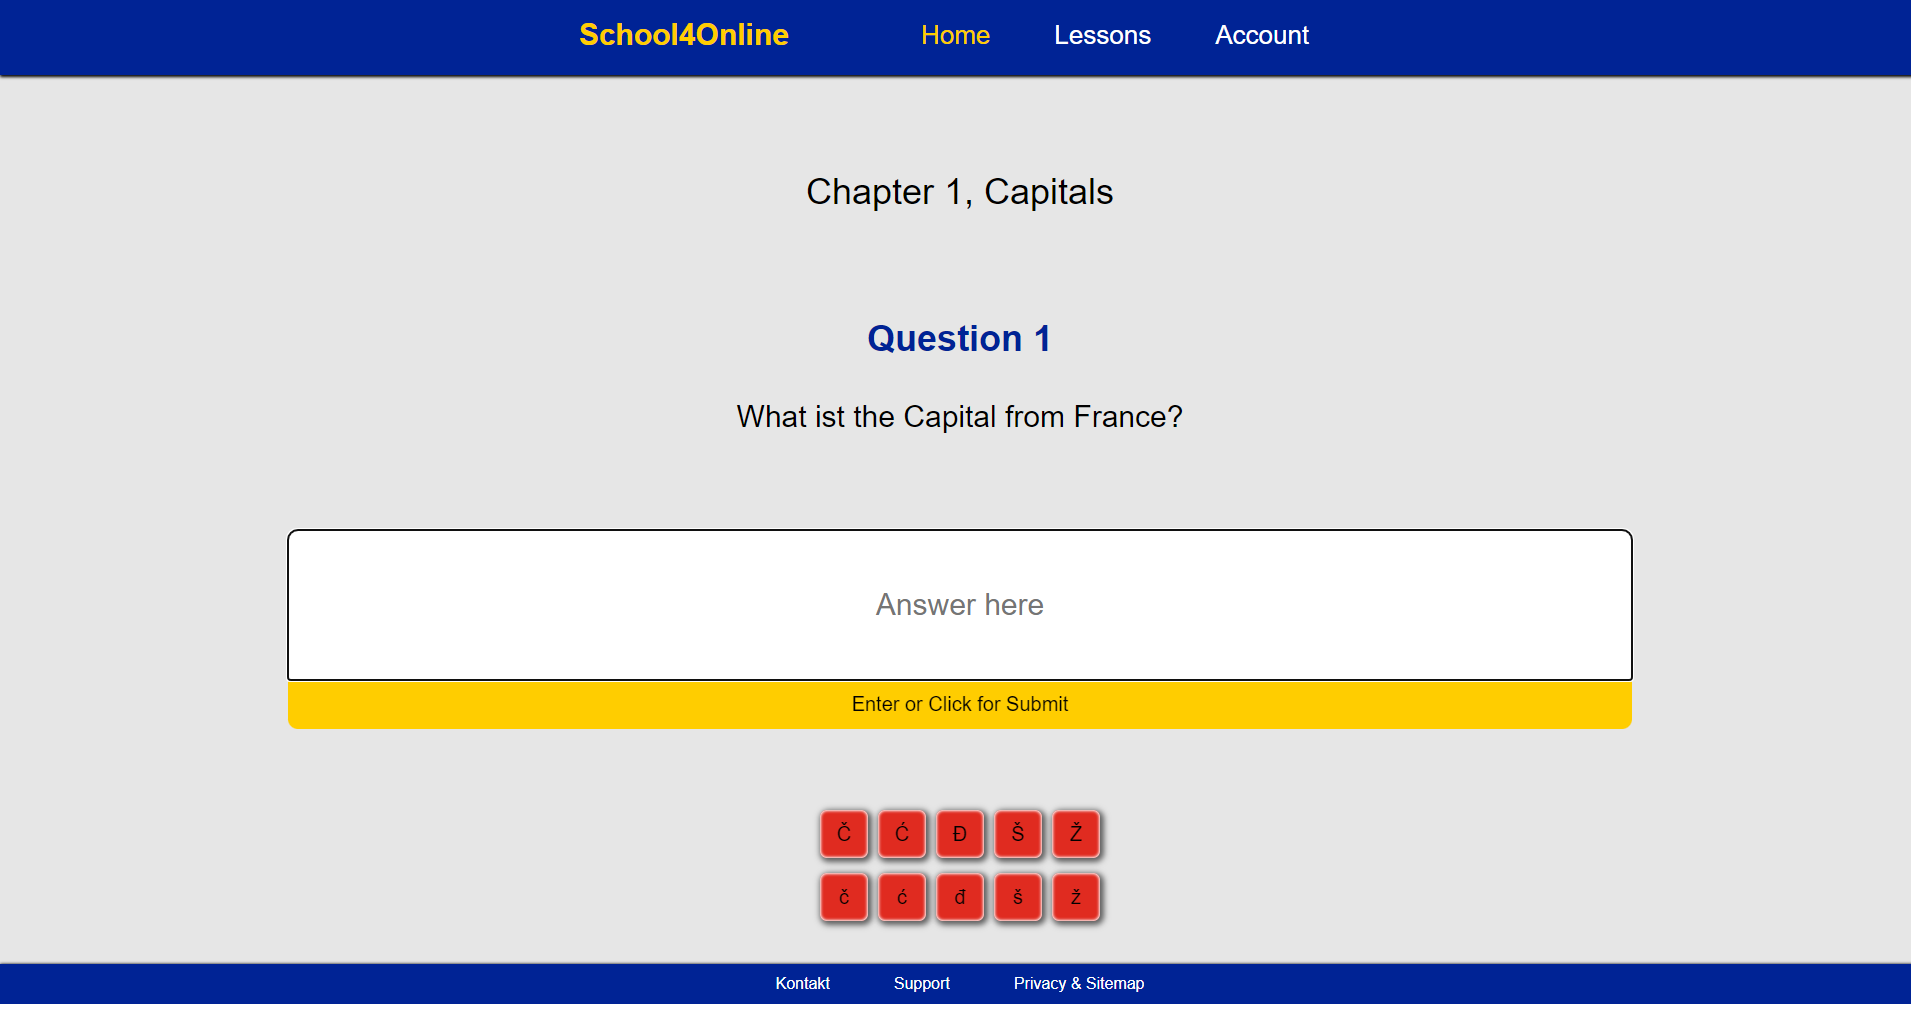 School4Online Home Lessons Account
Chapter 1, Capitals
Question 1
What ist the Capital from France?
Answer here
Enter or Click for Submit
Č Ć Đ Š Ž
č ć đ š ž
Kontakt Support Privacy & Sitemap